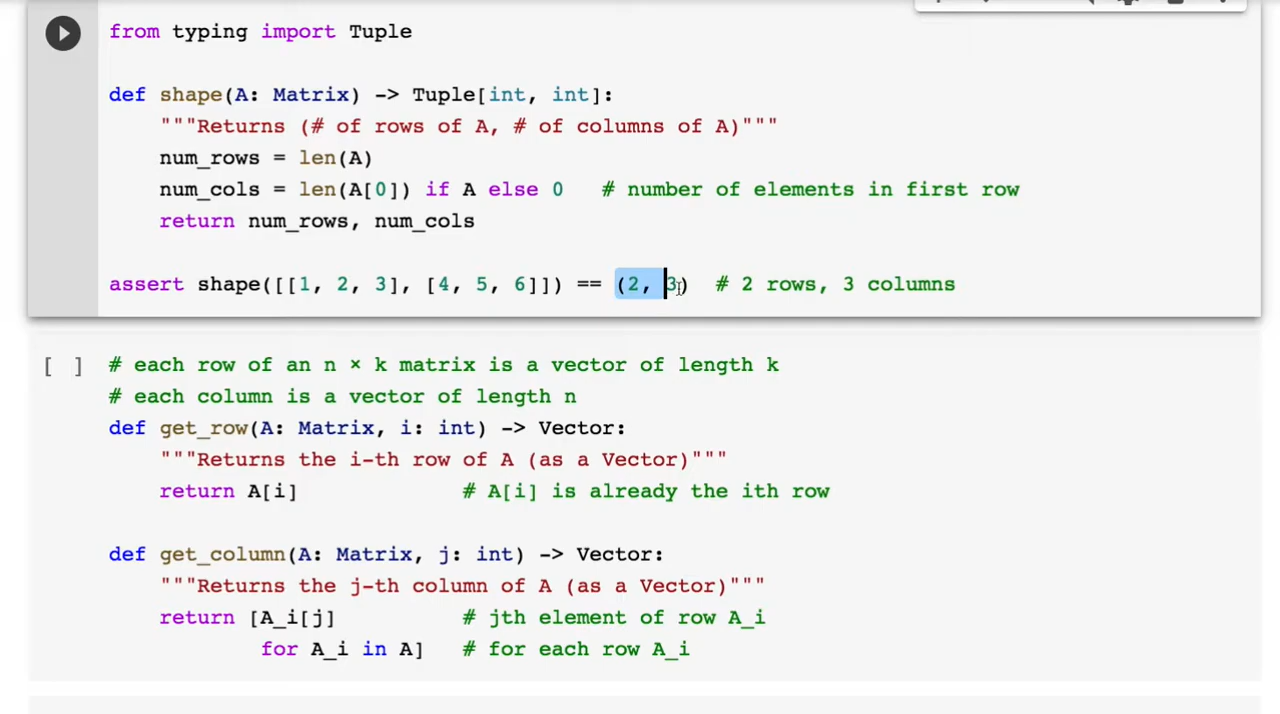 from typing import Tuple
def shape(A: Matrix) -> Tuple[int, int]:
    """Returns (# of rows of A, # of columns of A)"""
    num_rows = len(A)
    num_cols = len(A[0]) if A else 0   # number of elements in first row
    return num_rows, num_cols
assert shape([[1, 2, 3], [4, 5, 6]]) == (2, 3)  # 2 rows, 3 columns
[ ] # each row of an n × k matrix is a vector of length k
# each column is a vector of length n
def get_row(A: Matrix, i: int) -> Vector:
    """Returns the i-th row of A (as a Vector)"""
    return A[i]             # A[i] is already the ith row
def get_column(A: Matrix, j: int) -> Vector:
    """Returns the j-th column of A (as a Vector)"""
    return [A_i[j]          # jth element of row A_i
            for A_i in A]   # for each row A_i